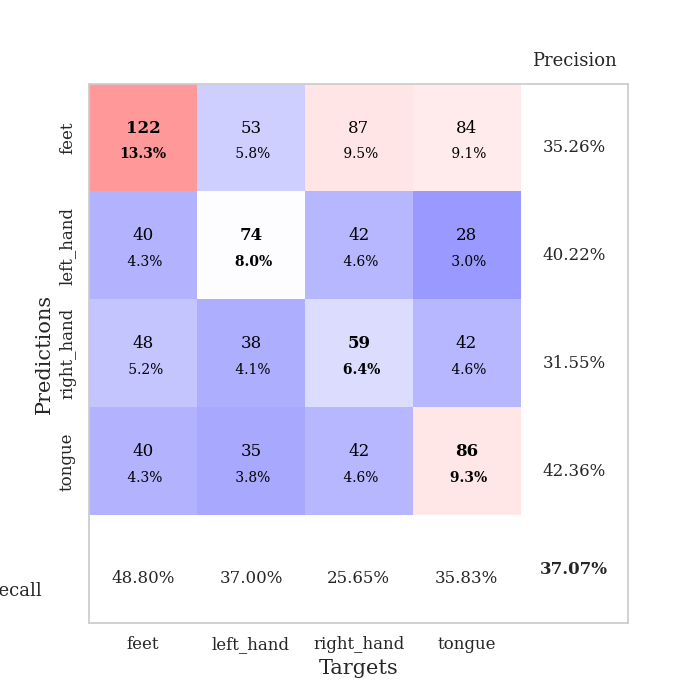 Precision
feet
122 53 87 84
13.3% 5.8% 9.5% 9.1%
35.26%
left_hand
40 74 42 28
4.3% 8.0% 4.6% 3.0%
40.22%
Predictions
right_hand
48 38 59 42
5.2% 4.1% 6.4% 4.6%
31.55%
tongue
40 35 42 86
4.3% 3.8% 4.6% 9.3%
42.36%
ecall
48.80% 37.00% 25.65% 35.83% 37.07%
feet left_hand right_hand tongue
Targets